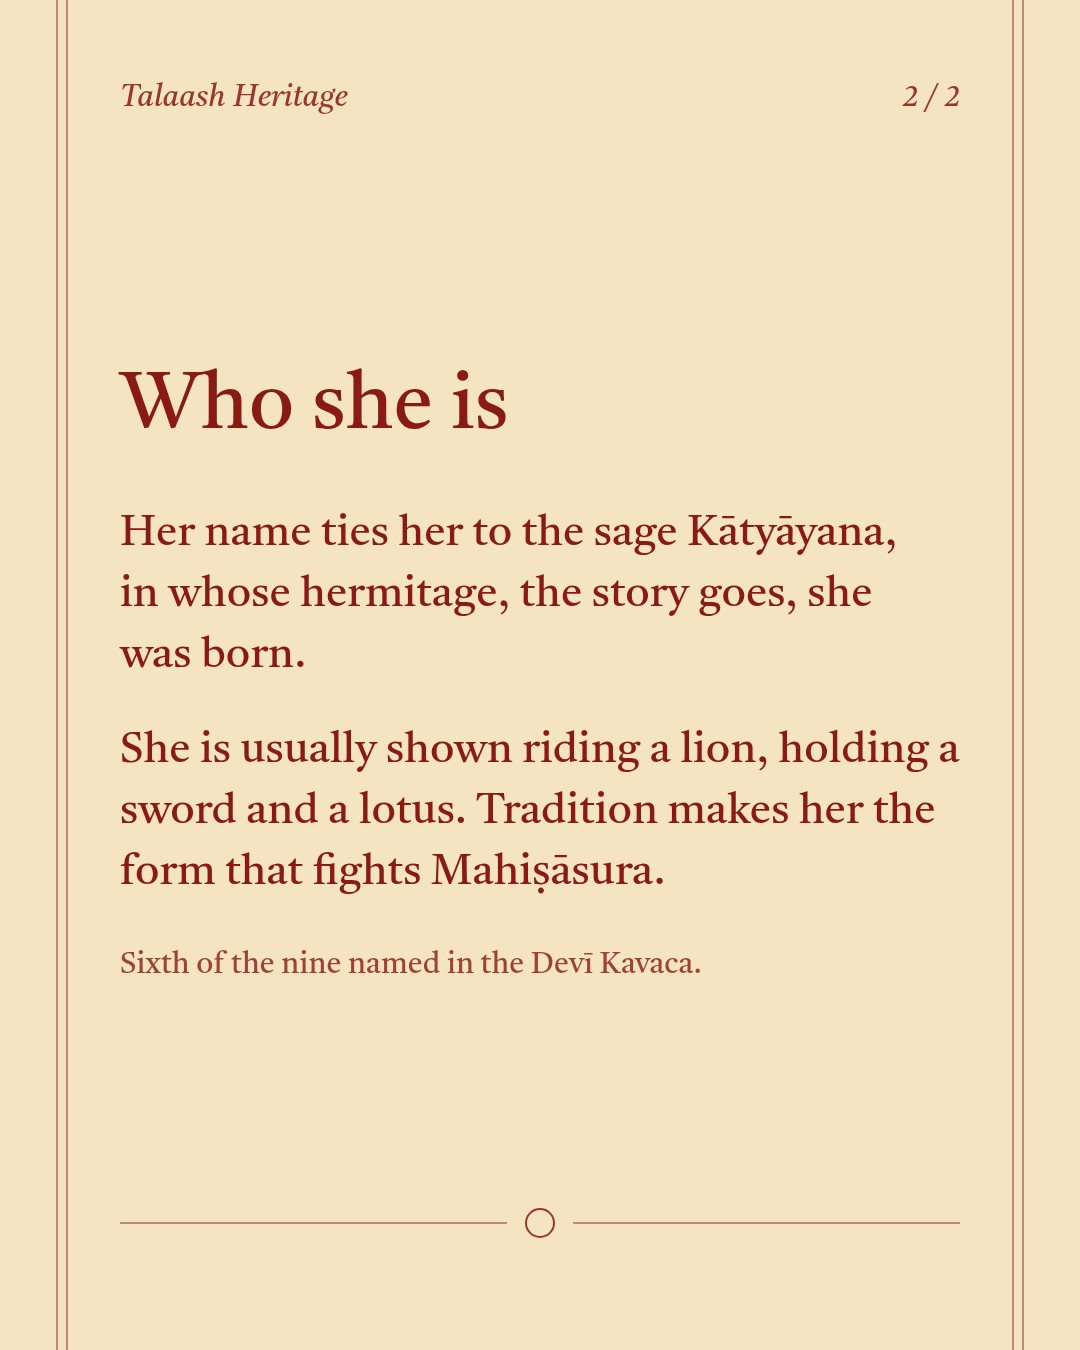 Talaash Heritage
2 / 2
Who she is
Her name ties her to the sage Kātyāyana,
in whose hermitage, the story goes, she
was born.
She is usually shown riding a lion, holding a
sword and a lotus. Tradition makes her the
form that fights Mahiṣāsura.
Sixth of the nine named in the Devī Kavaca.